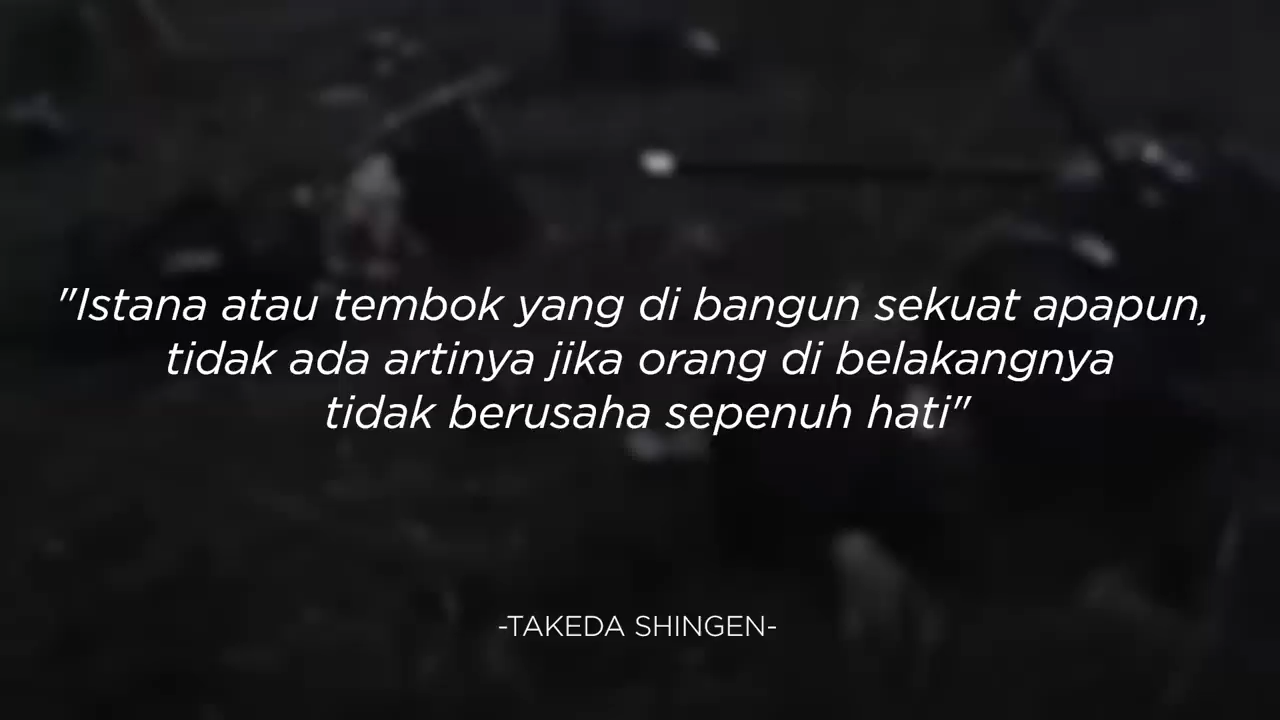 "Istana atau tembok yang di bangun sekuat apapun,
tidak ada artinya jika orang di belakangnya
tidak berusaha sepenuh hati"
-TAKEDA SHINGEN-